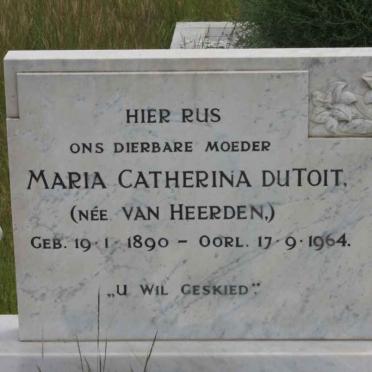 HIER RUS
ONS DIERBARE MOEDER
MARIA CATHERINA DUTOIT.
(NÉE VAN HEERDEN,)
GEB. 19·1·1890 – OORL. 17·9·1964.
„U WIL GESKIED".